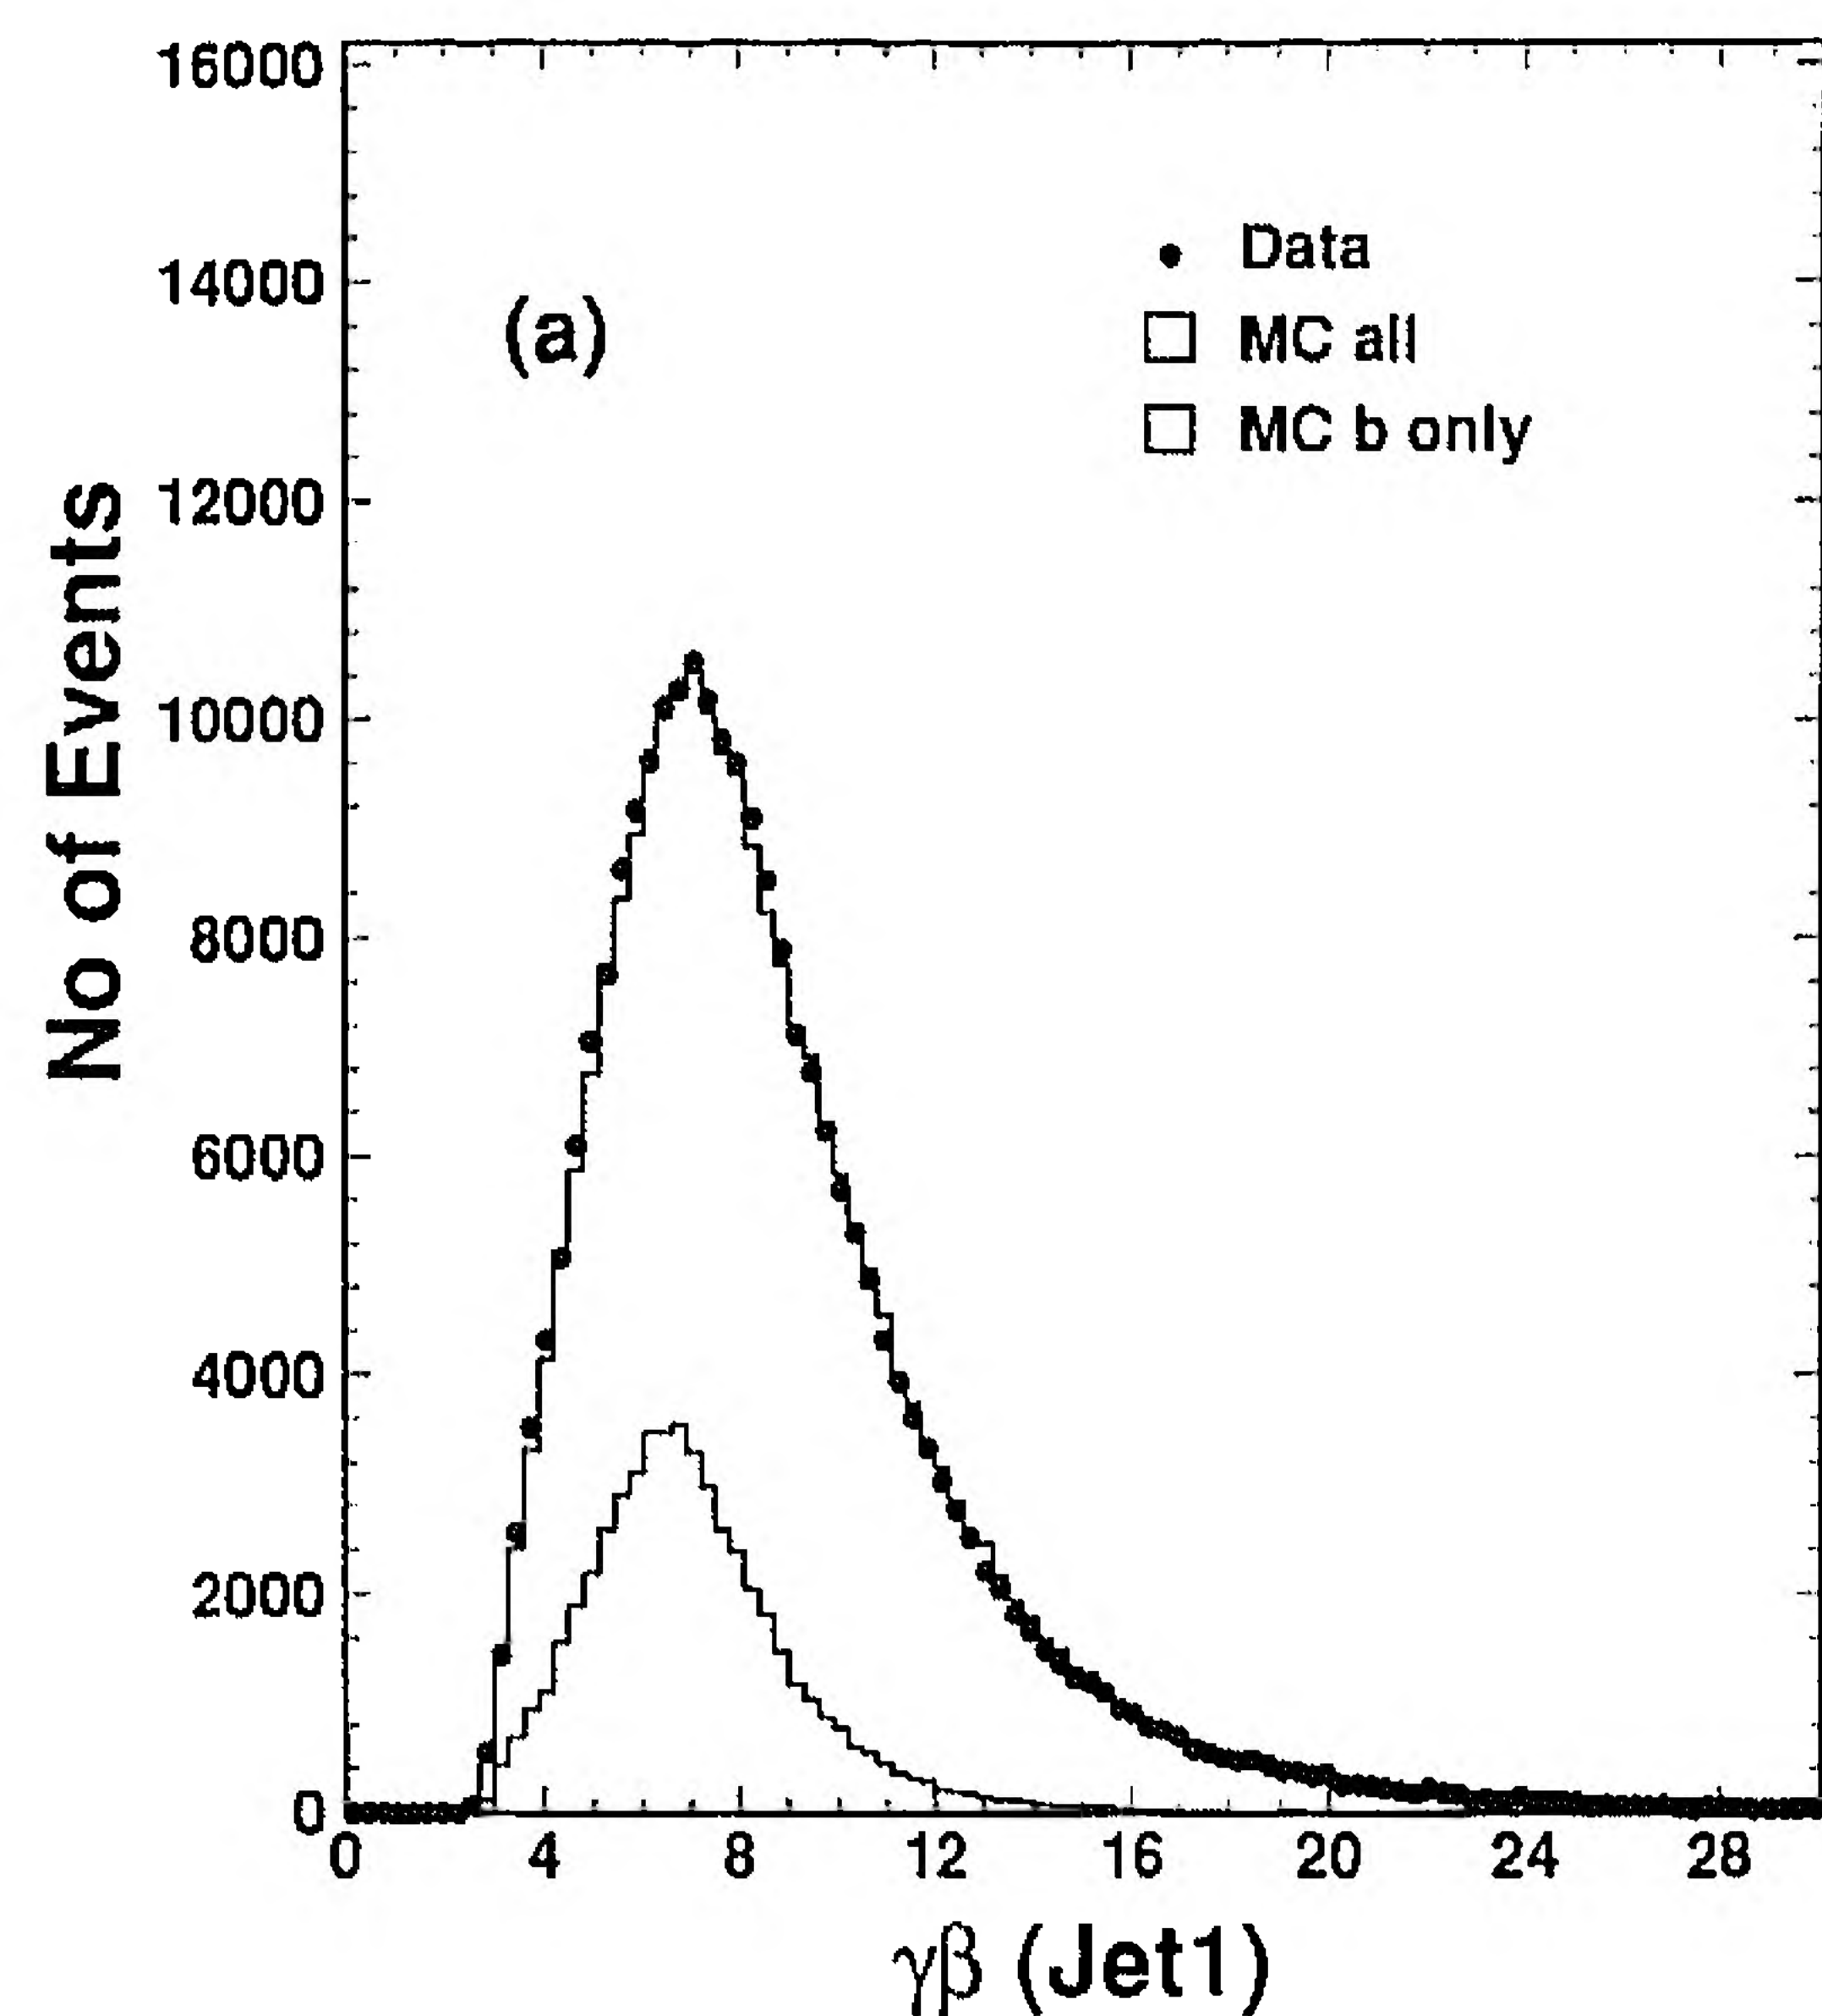 16000
14000
12000
10000
8000
6000
4000
2000
0
No of Events
(a)
Data
MC all
MC b only
0 4 8 12 16 20 24 28
γβ (Jet1)